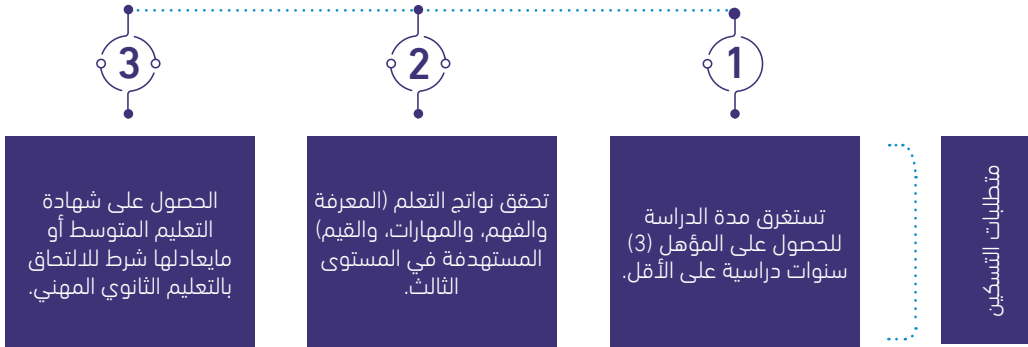 متطلبات التسكين
1
تستغرق مدة الدراسة
للحصول على المؤهل (3)
سنوات دراسية على الأقل.
2
تحقق نواتج التعلم (المعرفة
والفهم، والمهارات، والقيم)
المستهدفة في المستوى
الثالث.
3
الحصول على شهادة
التعليم المتوسط أو
مايعادلها شرط للالتحاق
بالتعليم الثانوي المهني.